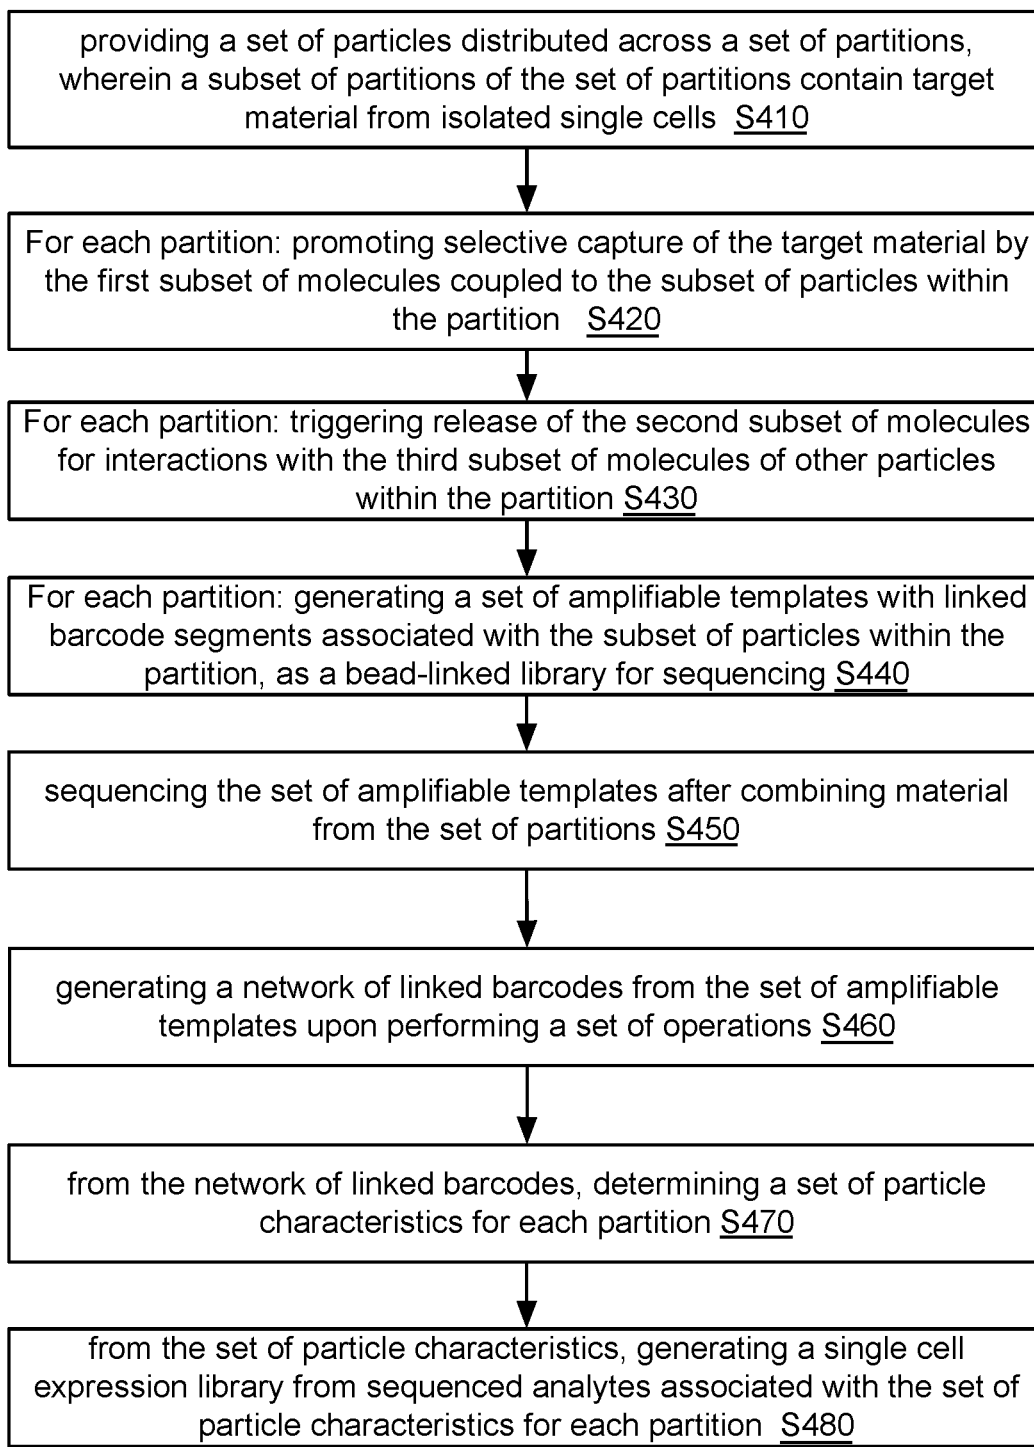 providing a set of particles distributed across a set of partitions,
wherein a subset of partitions of the set of partitions contain target
material from isolated single cells S410
For each partition: promoting selective capture of the target material by
the first subset of molecules coupled to the subset of particles within
the partition S420
For each partition: triggering release of the second subset of molecules
for interactions with the third subset of molecules of other particles
within the partition S430
For each partition: generating a set of amplifiable templates with linked
barcode segments associated with the subset of particles within the
partition, as a bead-linked library for sequencing S440
sequencing the set of amplifiable templates after combining material
from the set of partitions S450
generating a network of linked barcodes from the set of amplifiable
templates upon performing a set of operations S460
from the network of linked barcodes, determining a set of particle
characteristics for each partition S470
from the set of particle characteristics, generating a single cell
expression library from sequenced analytes associated with the set of
particle characteristics for each partition S480